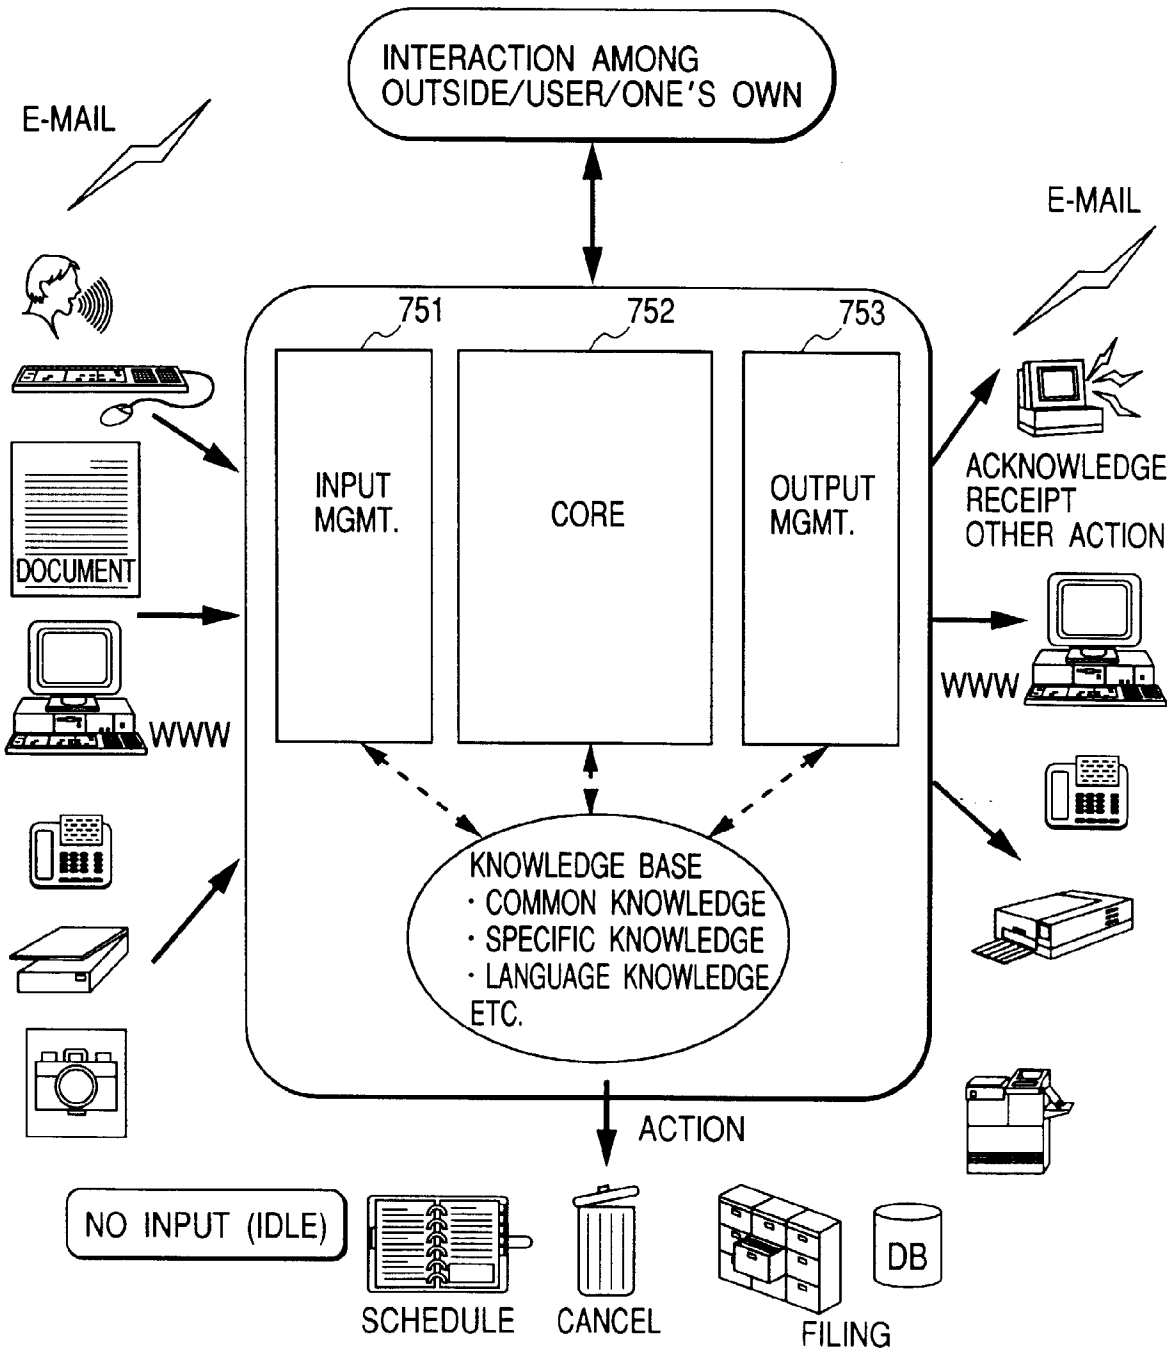 INTERACTION AMONG
OUTSIDE/USER/ONE'S OWN
E-MAIL
E-MAIL
751
752
753
INPUT
MGMT.
CORE
OUTPUT
MGMT.
ACKNOWLEDGE
RECEIPT
OTHER ACTION
DOCUMENT
WWW
WWW
KNOWLEDGE BASE
· COMMON KNOWLEDGE
· SPECIFIC KNOWLEDGE
· LANGUAGE KNOWLEDGE
ETC.
ACTION
NO INPUT (IDLE)
SCHEDULE
CANCEL
FILING
DB